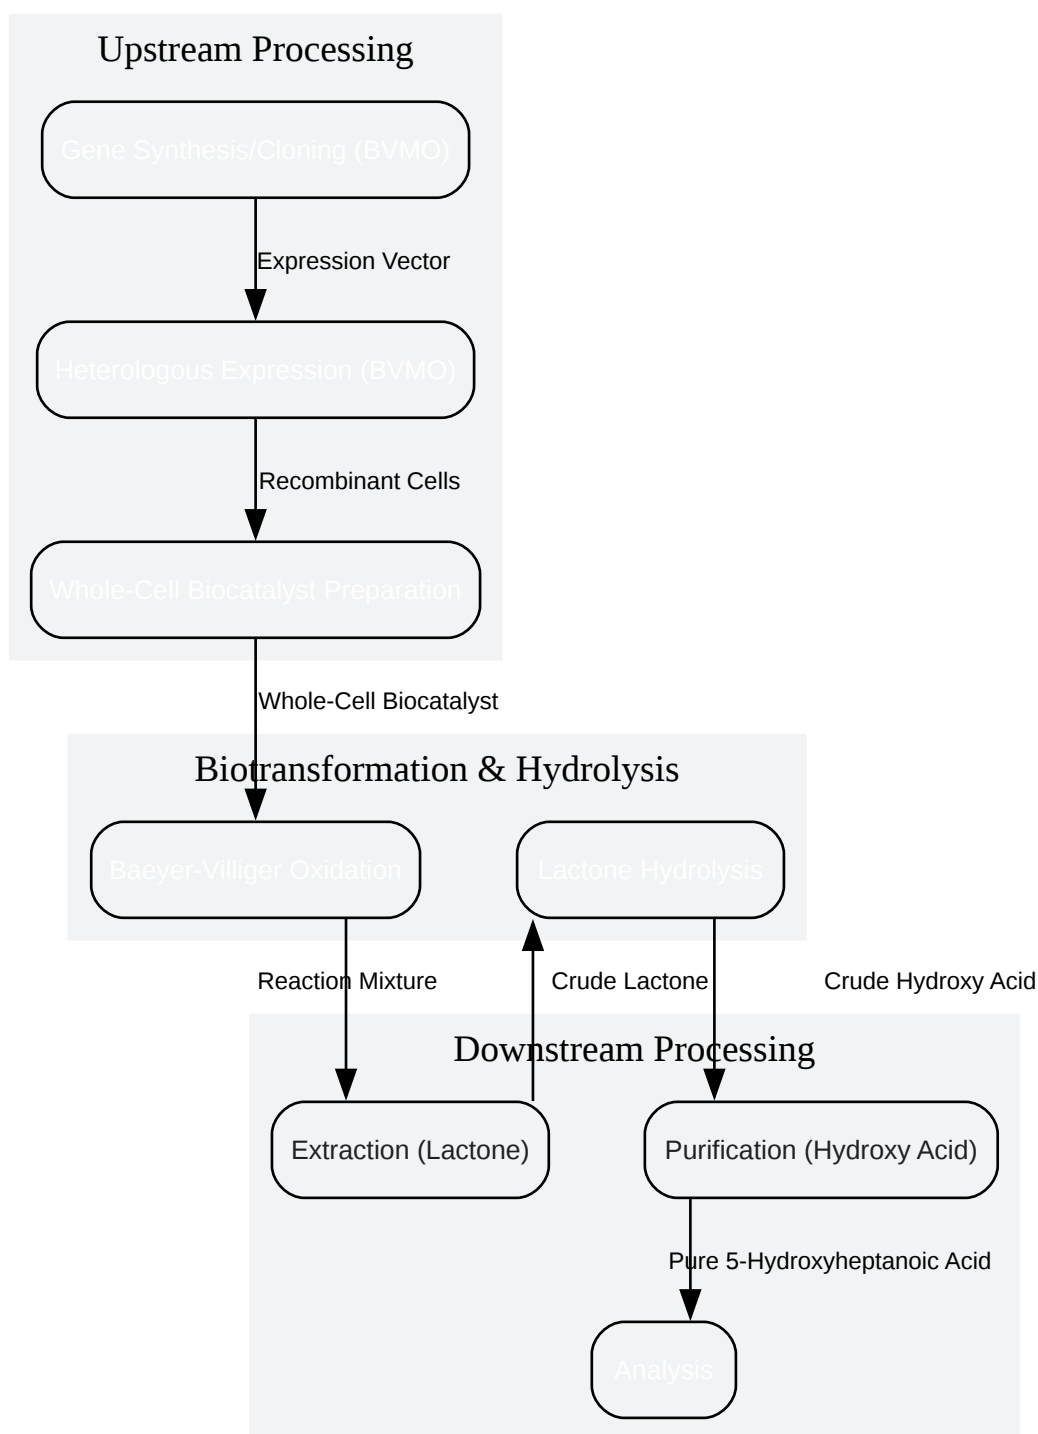 Upstream Processing
Gene Synthesis/Cloning (BVMO)
Expression Vector
Heterologous Expression (BVMO)
Recombinant Cells
Whole-Cell Biocatalyst Preparation
Whole-Cell Biocatalyst
Biotransformation & Hydrolysis
Baeyer-Villiger Oxidation
Lactone Hydrolysis
Reaction Mixture
Crude Lactone
Crude Hydroxy Acid
Downstream Processing
Extraction (Lactone)
Purification (Hydroxy Acid)
Pure 5-Hydroxyheptanoic Acid
Analysis